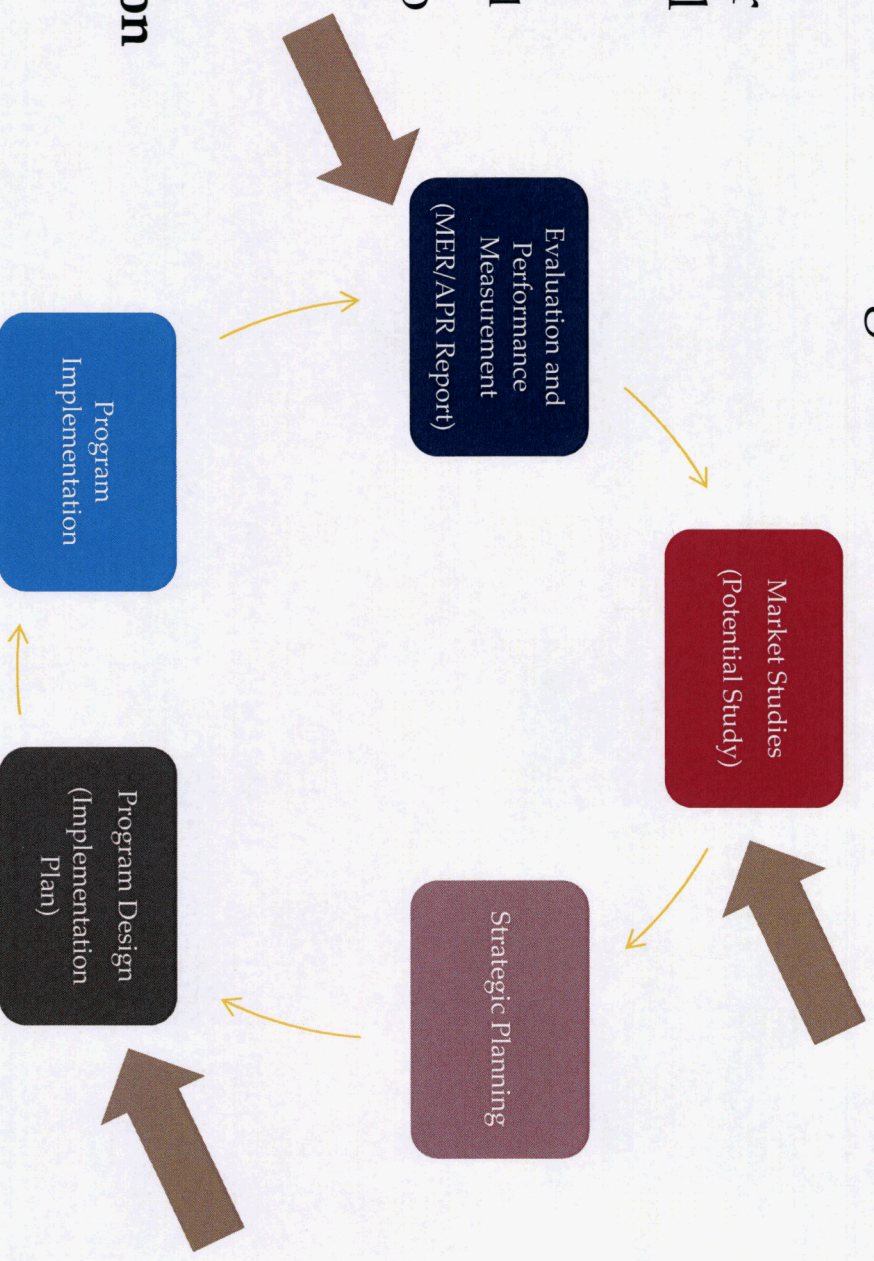 Market Studies
(Potential Study)
Evaluation and
Performance
Measurement
(MER/APR Report)
Strategic Planning
Program
Implementation
Program Design
(Implementation
Plan)
on